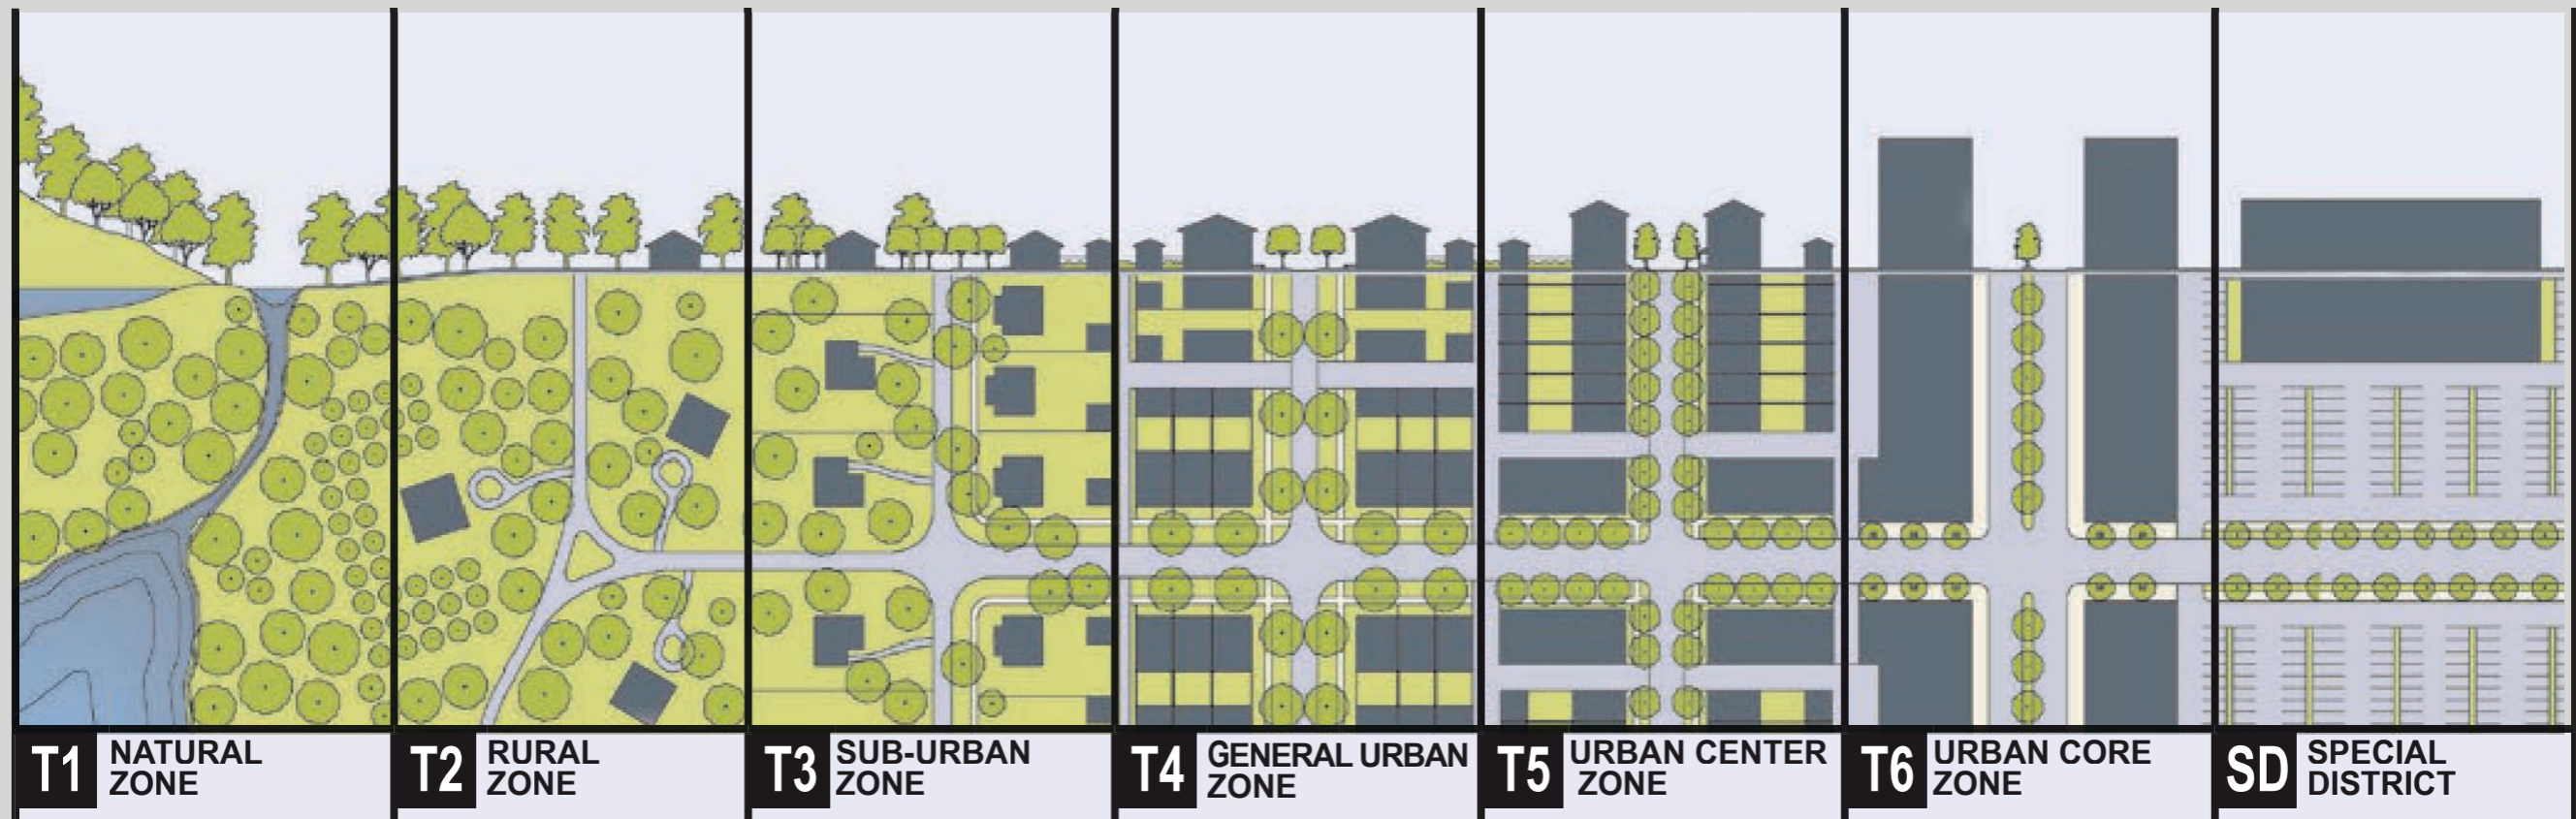 T1 NATURAL
ZONE
T2 RURAL
ZONE
T3 SUB-URBAN
ZONE
T4 GENERAL URBAN
ZONE
T5 URBAN CENTER
ZONE
T6 URBAN CORE
ZONE
SD SPECIAL
DISTRICT